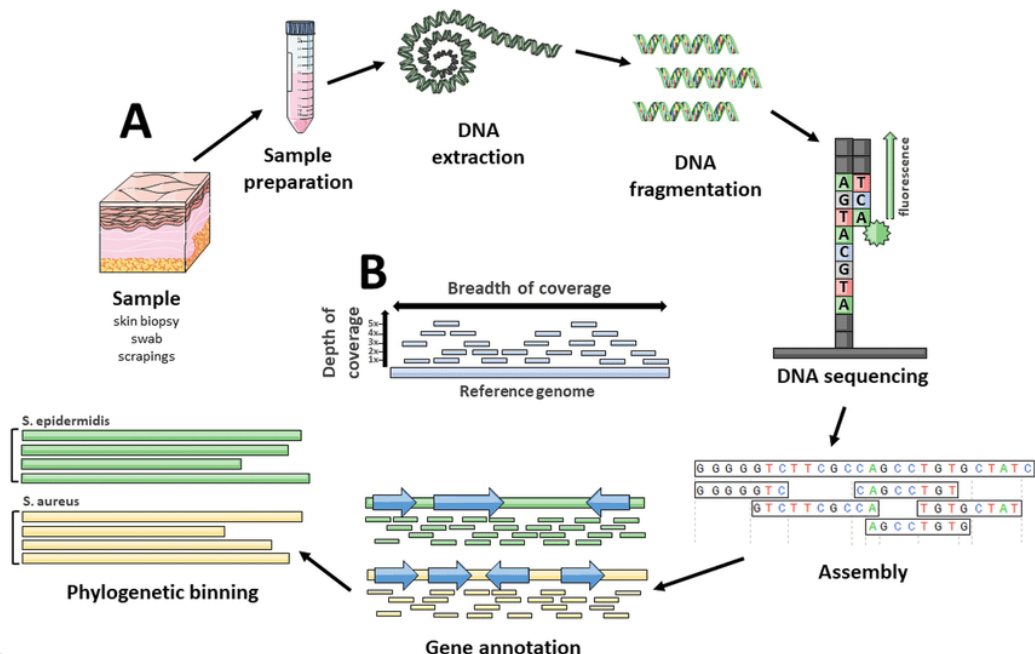 A
Sample
preparation
DNA
extraction
DNA
fragmentation
fluorescence
A T
G C
T A
A
C
G
T
A
DNA sequencing
Sample
skin biopsy
swab
scrapings
B
Breadth of coverage
Depth of
coverage
5x
4x
3x
2x
1x
Reference genome
G G G G G T C T T C G C C A G C C T G T G C T A T C
G G G G G T C
C A G C C T G T
G T C T T C G C C A
T G T G C T A T
A G C C T G T G
Assembly
Gene annotation
S. epidermidis
S. aureus
Phylogenetic binning